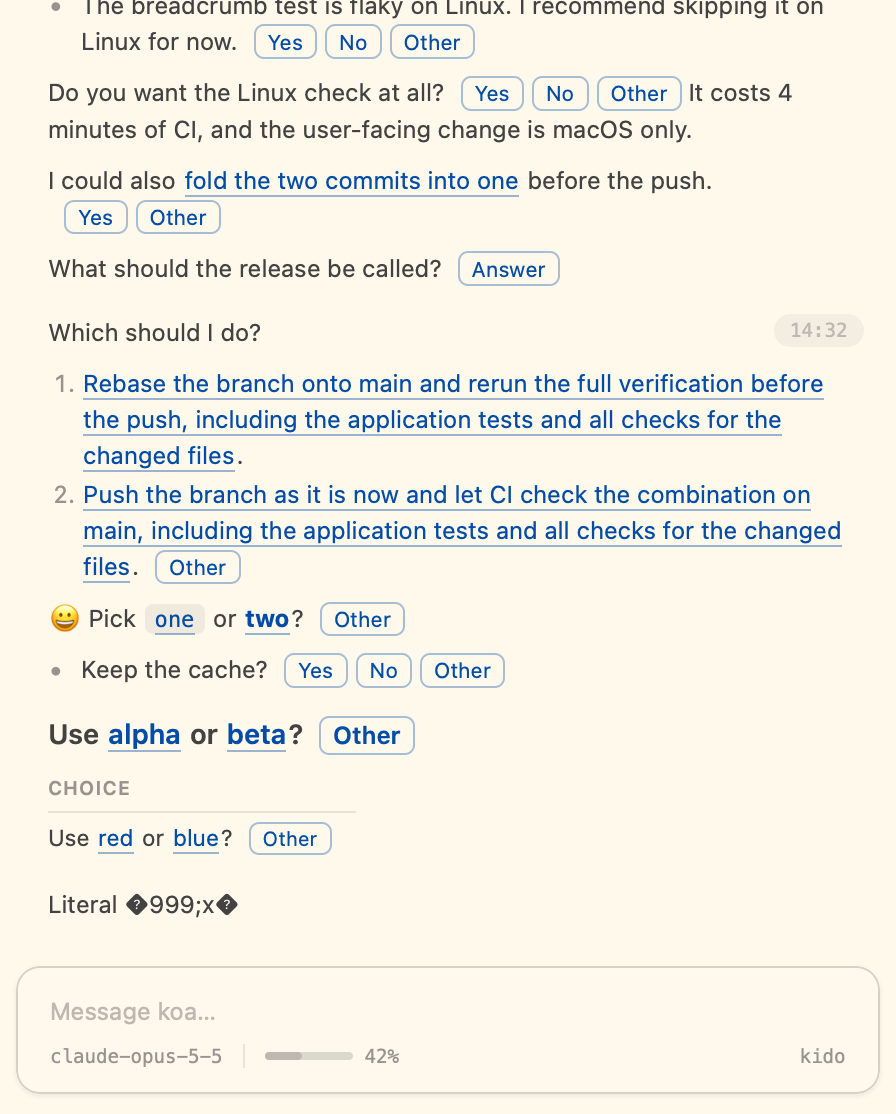 • The breadcrumb test is flaky on Linux. I recommend skipping it on
Linux for now. Yes No Other
Do you want the Linux check at all? Yes No Other It costs 4
minutes of CI, and the user-facing change is macOS only.
I could also fold the two commits into one before the push.
Yes Other
What should the release be called? Answer
Which should I do? 14:32
1. Rebase the branch onto main and rerun the full verification before
the push, including the application tests and all checks for the
changed files.
2. Push the branch as it is now and let CI check the combination on
main, including the application tests and all checks for the changed
files. Other
😀 Pick one or two? Other
• Keep the cache? Yes No Other
Use alpha or beta? Other
CHOICE
Use red or blue? Other
Literal �999;x�
Message koa...
claude-opus-5-5 42% kido